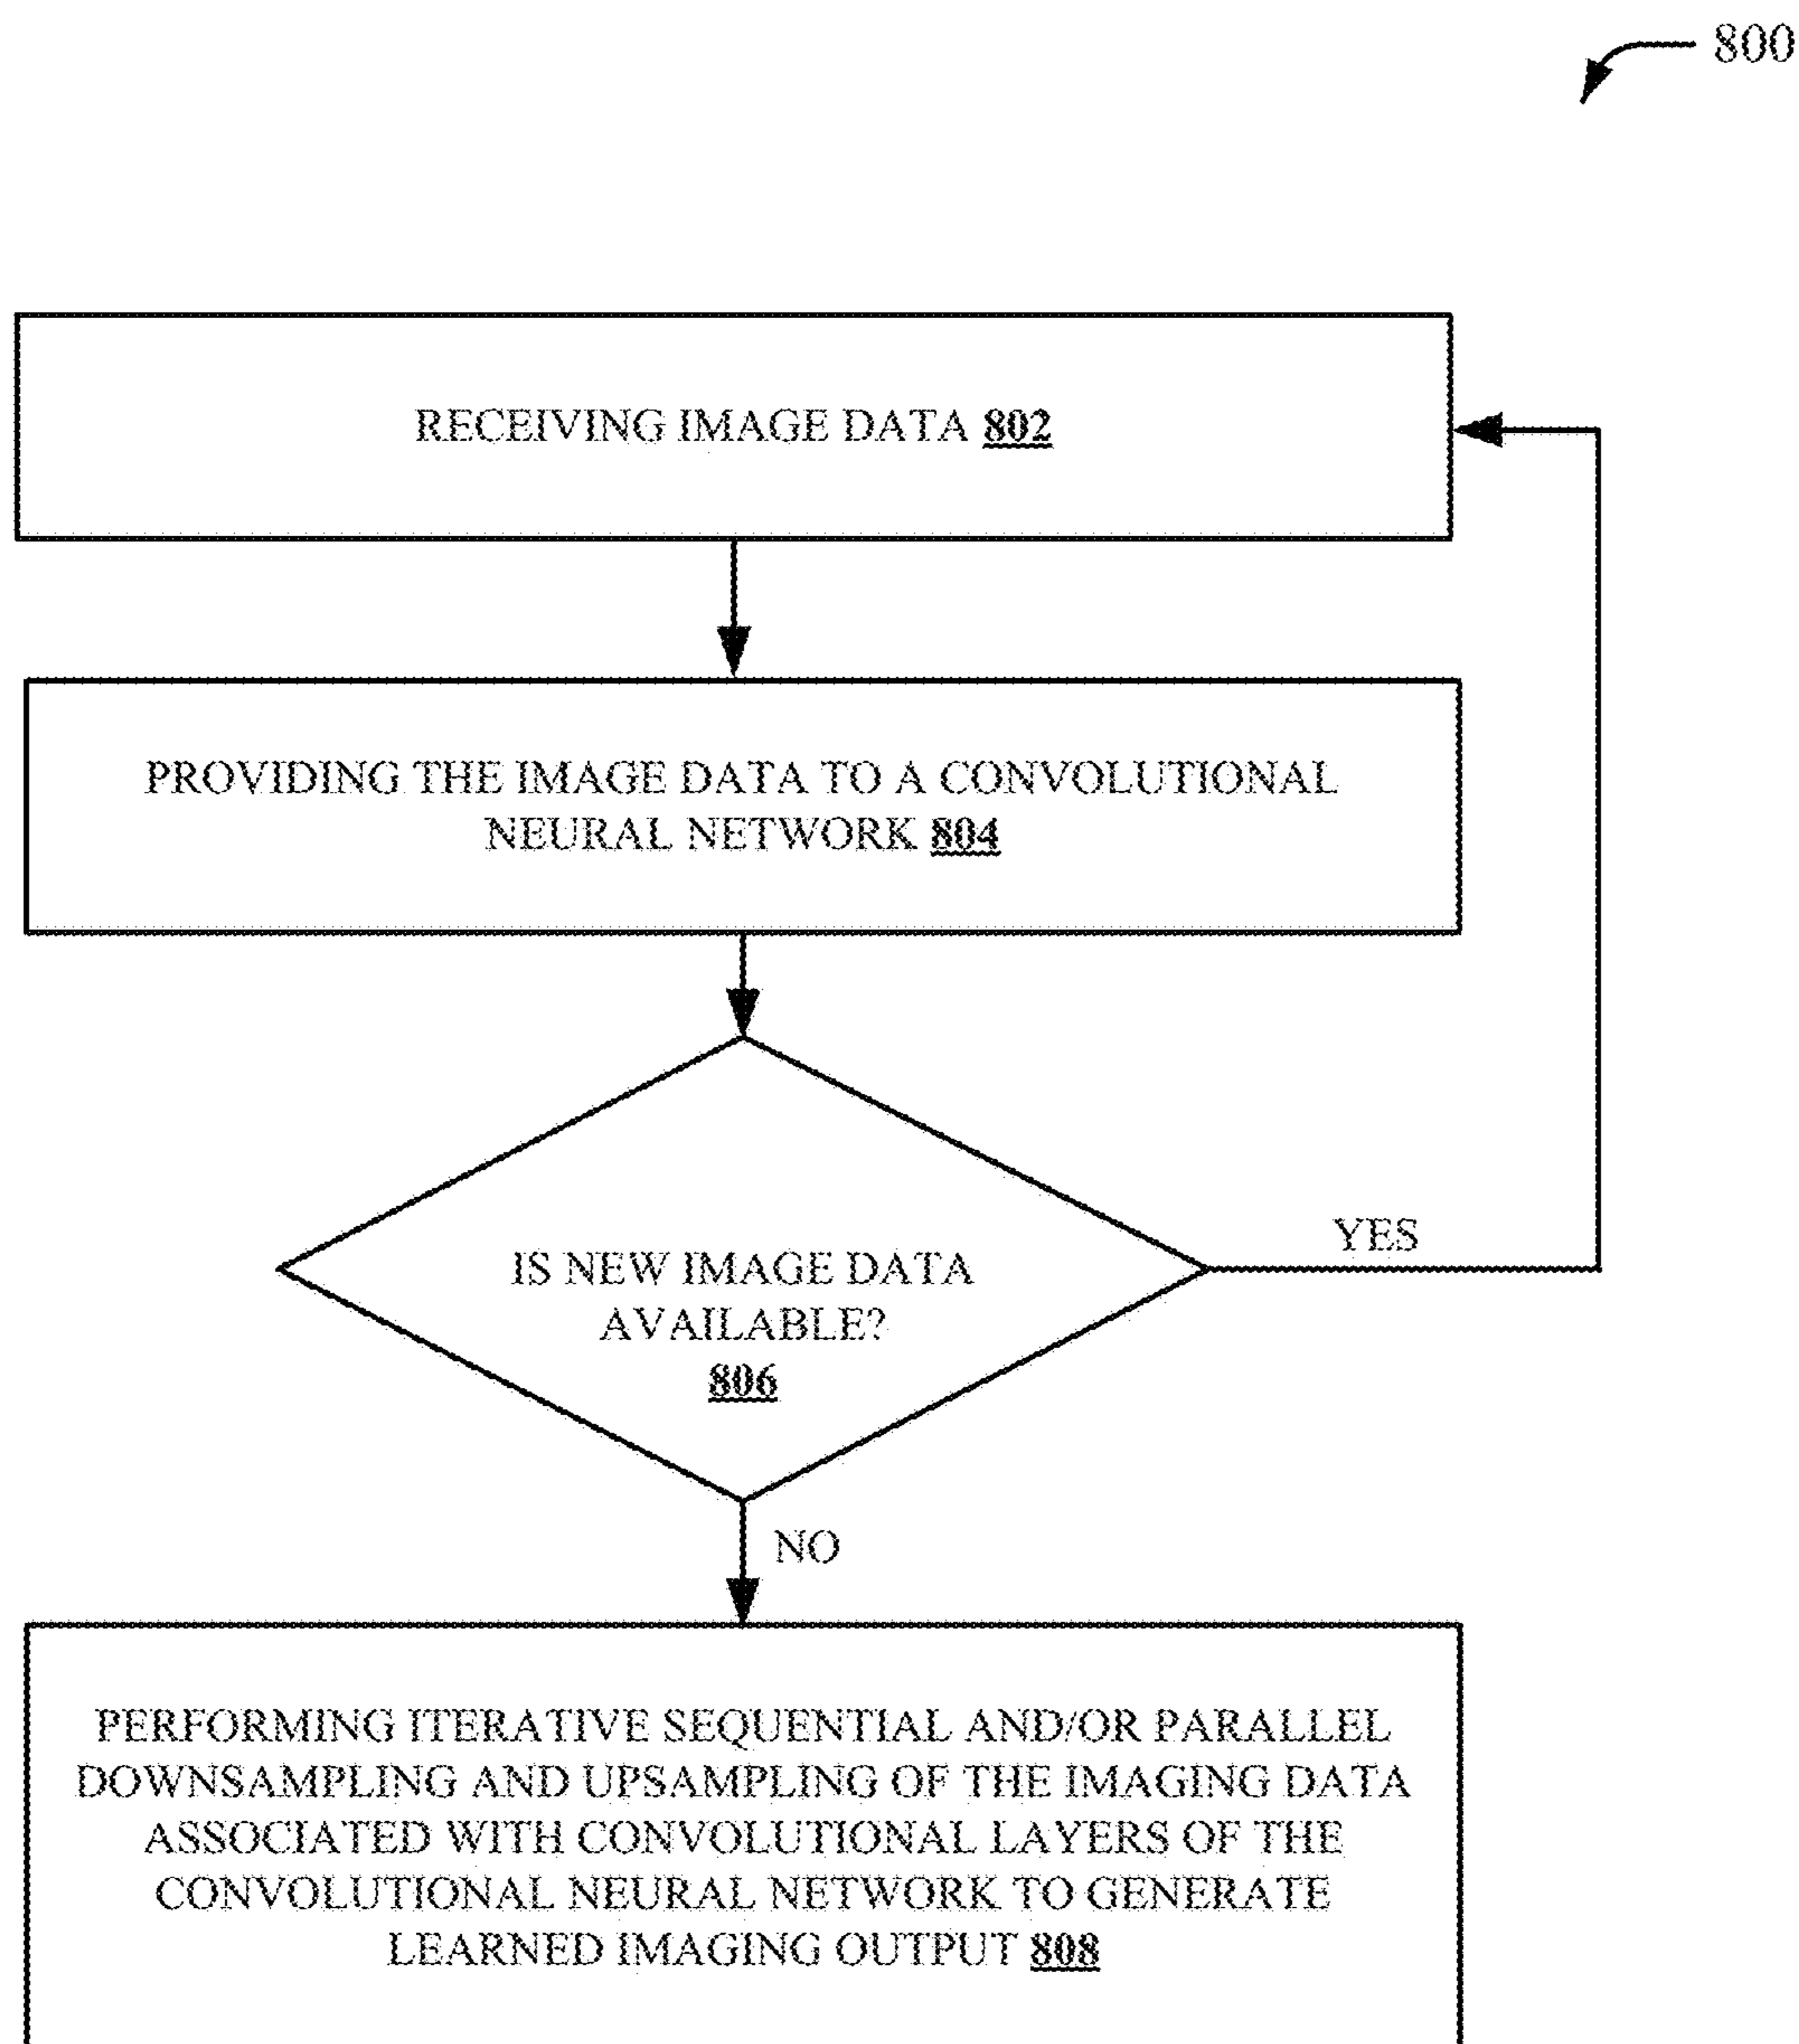 800
RECEIVING IMAGE DATA 802
PROVIDING THE IMAGE DATA TO A CONVOLUTIONAL
NEURAL NETWORK 804
IS NEW IMAGE DATA
AVAILABLE?
806
YES
NO
PERFORMING ITERATIVE SEQUENTIAL AND/OR PARALLEL
DOWNSAMPLING AND UPSAMPLING OF THE IMAGING DATA
ASSOCIATED WITH CONVOLUTIONAL LAYERS OF THE
CONVOLUTIONAL NEURAL NETWORK TO GENERATE
LEARNED IMAGING OUTPUT 808